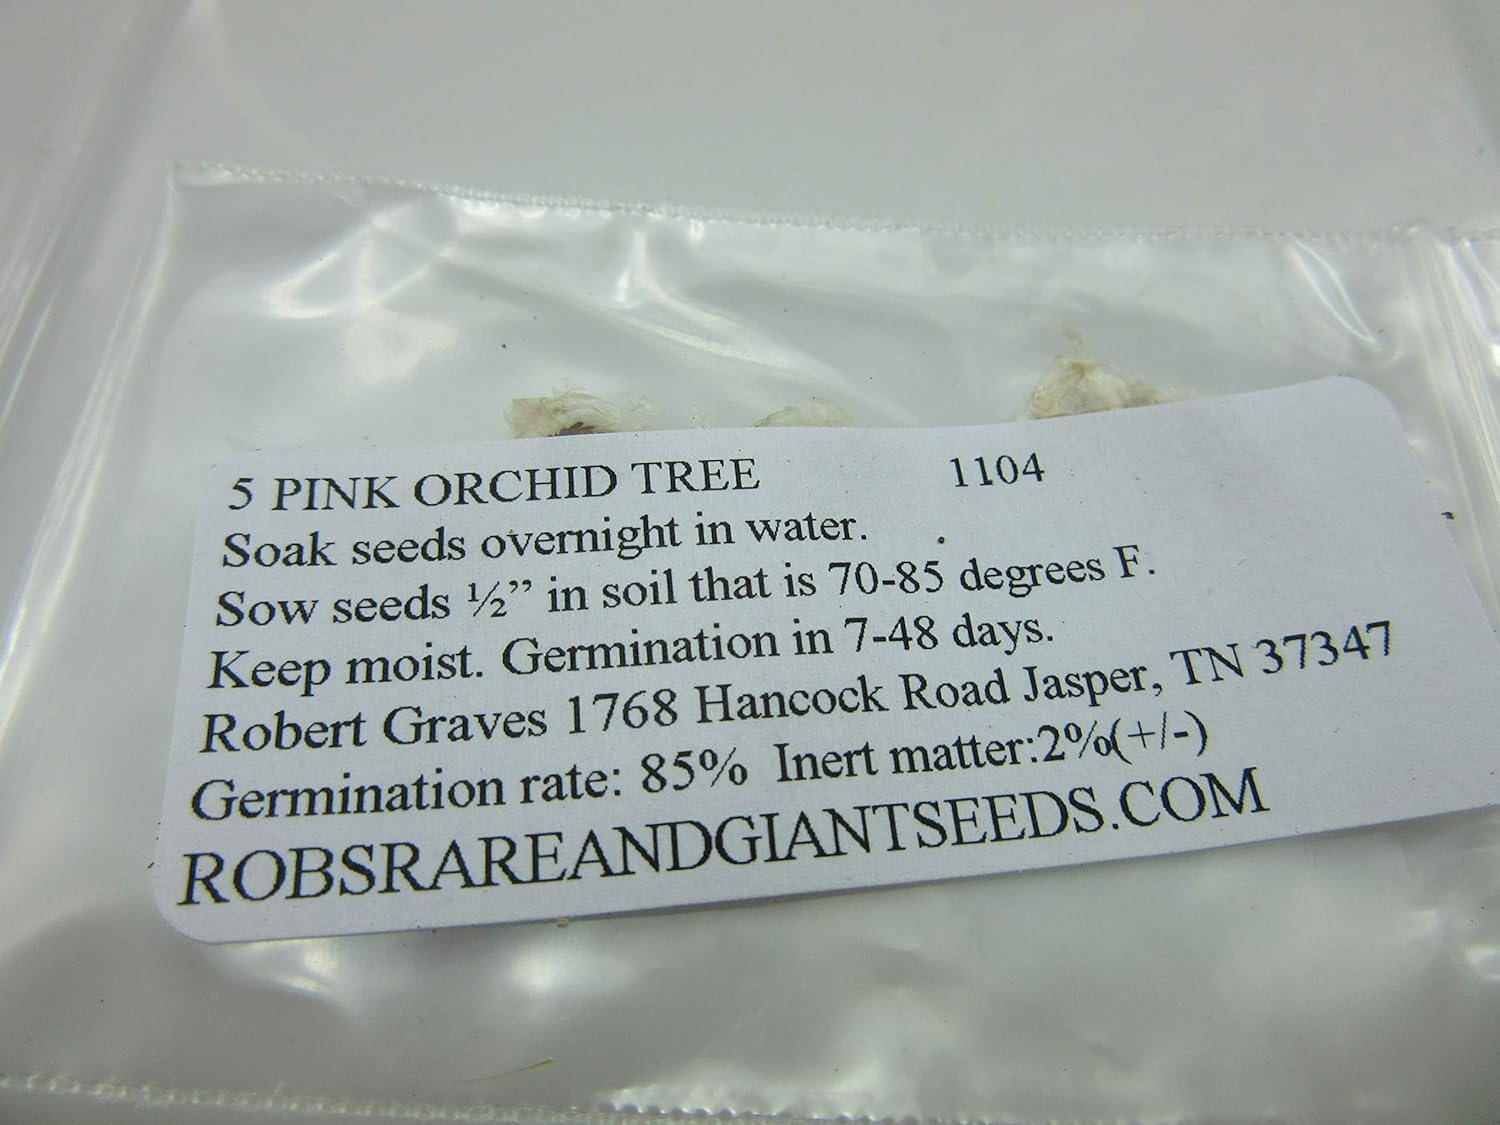 5 PINK ORCHID TREE 1104
Soak seeds overnight in water. .
Sow seeds ½” in soil that is 70-85 degrees F.
Keep moist. Germination in 7-48 days.
Robert Graves 1768 Hancock Road Jasper, TN 37347
Germination rate: 85% Inert matter:2%(+/-)
ROBSRAREANDGIANTSEEDS.COM